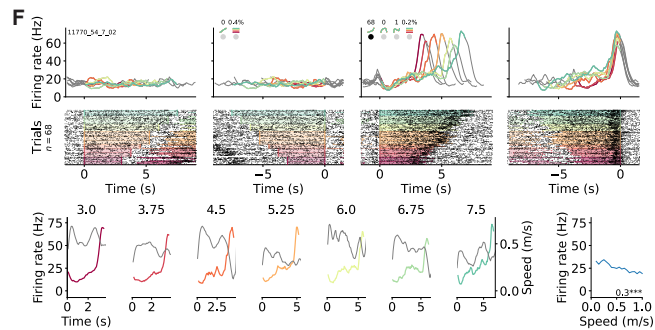 F
11770_54_7_02
0 0.4%
68 0 1 0.2%
Firing rate (Hz)
60
40
20
0
Trials
n = 68
0 5
−5 0
0 5
−5 0
Time (s) Time (s) Time (s) Time (s)
3.0 3.75 4.5 5.25 6.0 6.75 7.5
Firing rate (Hz)
75
50
25
0
0 2
0 2
0.0 2.5
0 5
0 5
0 5
0 5
Time (s)
Speed (m/s)
0.5
0.0
Firing rate (Hz)
75
50
25
0
0.3***
0.0 0.5 1.0
Speed (m/s)